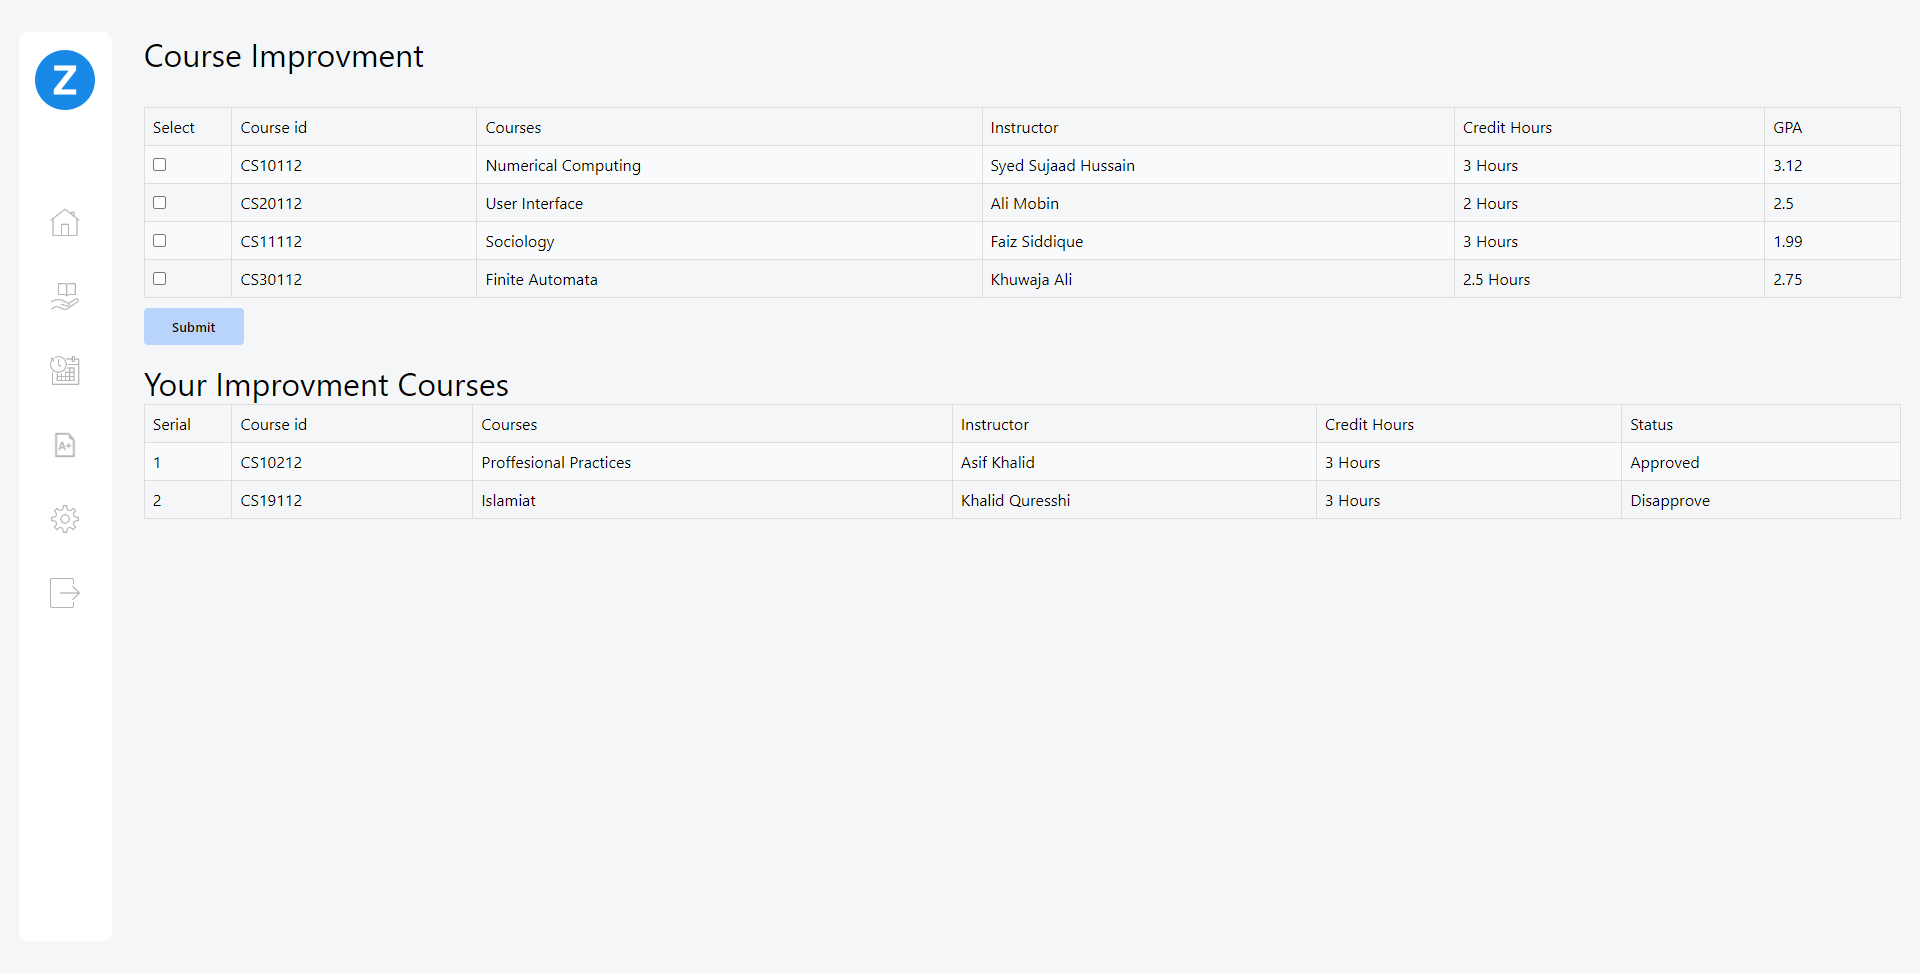 Z
Course Improvment
Select Course id Courses Instructor Credit Hours GPA
CS10112 Numerical Computing Syed Sujaad Hussain 3 Hours 3.12
CS20112 User Interface Ali Mobin 2 Hours 2.5
CS11112 Sociology Faiz Siddique 3 Hours 1.99
CS30112 Finite Automata Khuwaja Ali 2.5 Hours 2.75
Submit
Your Improvment Courses
Serial Course id Courses Instructor Credit Hours Status
1 CS10212 Proffesional Practices Asif Khalid 3 Hours Approved
2 CS19112 Islamiat Khalid Quresshi 3 Hours Disapprove
A+